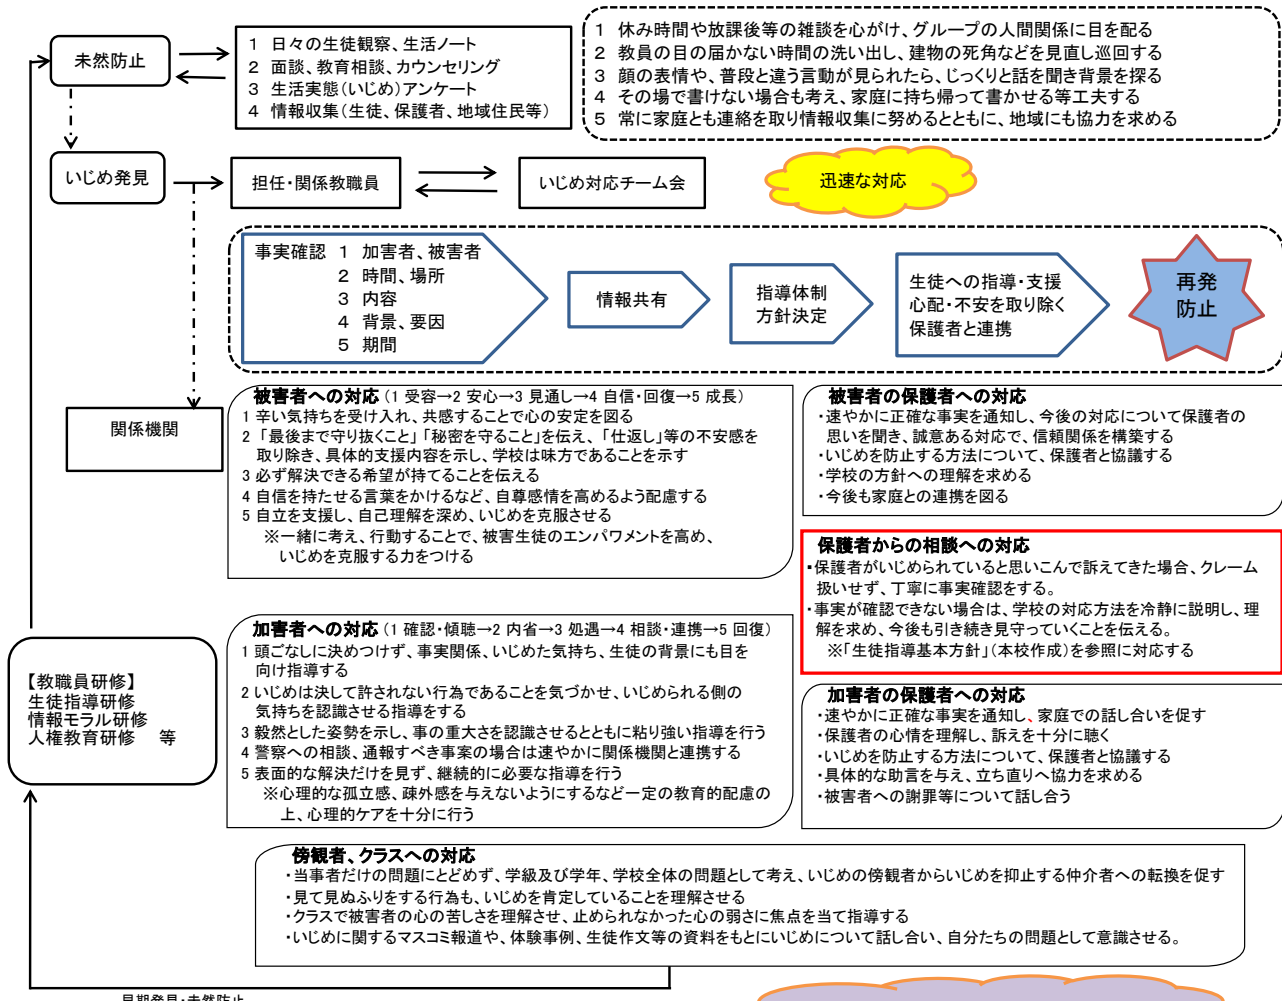 未然防止
１ 日々の生徒観察、生活ノート
２ 面談、教育相談、カウンセリング
３ 生活実態（いじめ）アンケート
４ 情報収集（生徒、保護者、地域住民等）
１ 休み時間や放課後等の雑談を心がけ、グループの人間関係に目を配る
２ 教員の目の届かない時間の洗い出し、建物の死角などを見直し巡回する
３ 顔の表情や、普段と違う言動が見られたら、じっくりと話を聞き背景を探る
４ その場で書けない場合も考え、家庭に持ち帰って書かせる等工夫する
５ 常に家庭とも連絡を取り情報収集に努めるとともに、地域にも協力を求める
いじめ発見
担任・関係教職員
いじめ対応チーム会
迅速な対応
事実確認 １ 加害者、被害者
２ 時間、場所
３ 内容
４ 背景、要因
５ 期間
情報共有
指導体制
方針決定
生徒への指導・支援
心配・不安を取り除く
保護者と連携
再発
防止
関係機関
被害者への対応（１ 受容→２ 安心→３ 見通し→４ 自信・回復→５ 成長）
１ 辛い気持ちを受け入れ、共感することで心の安定を図る
２ 「最後まで守り抜くこと」「秘密を守ること」を伝え、「仕返し」等の不安感を
取り除き、具体的支援内容を示し、学校は味方であることを示す
３ 必ず解決できる希望が持てることを伝える
４ 自信を持たせる言葉をかけるなど、自尊感情を高めるよう配慮する
５ 自立を支援し、自己理解を深め、いじめを克服させる
※一緒に考え、行動することで、被害生徒のエンパワメントを高め、
いじめを克服する力をつける
被害者の保護者への対応
・速やかに正確な事実を通知し、今後の対応について保護者の
思いを聞き、誠意ある対応で、信頼関係を構築する
・いじめを防止する方法について、保護者と協議する
・学校の方針への理解を求める
・今後も家庭との連携を図る
保護者からの相談への対応
・保護者がいじめられていると思いこんで訴えてきた場合、クレーム
扱いせず、丁寧に事実確認をする。
・事実が確認できない場合は、学校の対応方法を冷静に説明し、理
解を求め、今後も引き続き見守っていくことを伝える。
※「生徒指導基本方針」（本校作成）を参照に対応する
加害者への対応（１ 確認・傾聴→２ 内省→３ 処遇→４ 相談・連携→５ 回復）
１ 頭ごなしに決めつけず、事実関係、いじめた気持ち、生徒の背景にも目を
向け指導する
２ いじめは決して許されない行為であることを気づかせ、いじめられる側の
気持ちを認識させる指導をする
３ 毅然とした姿勢を示し、事の重大さを認識させるとともに粘り強い指導を行う
４ 警察への相談、通報すべき事案の場合は速やかに関係機関と連携する
５ 表面的な解決だけを見ず、継続的に必要な指導を行う
※心理的な孤立感、疎外感を与えないようにするなど一定の教育的配慮の
上、心理的ケアを十分に行う
加害者の保護者への対応
・速やかに正確な事実を通知し、家庭での話し合いを促す
・保護者の心情を理解し、訴えを十分に聴く
・いじめを防止する方法について、保護者と協議する
・具体的な助言を与え、立ち直りへ協力を求める
・被害者への謝罪等について話し合う
【教職員研修】
生徒指導研修
情報モラル研修
人権教育研修 等
傍観者、クラスへの対応
・当事者だけの問題にとどめず、学級及び学年、学校全体の問題として考え、いじめの傍観者からいじめを抑止する仲介者への転換を促す
・見て見ぬふりをする行為も、いじめを肯定していることを理解させる
・クラスで被害者の心の苦しさを理解させ、止められなかった心の弱さに焦点を当て指導する
・いじめに関するマスコミ報道や、体験事例、生徒作文等の資料をもとにいじめについて話し合い、自分たちの問題として意識させる。
早期発見・未然防止